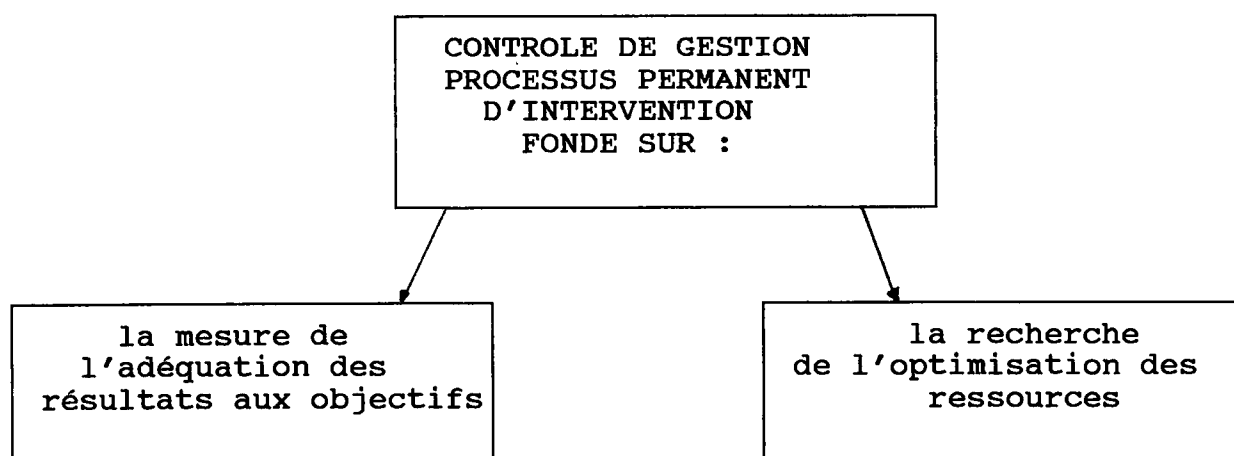 CONTROLE DE GESTION
PROCESSUS PERMANENT
D'INTERVENTION
FONDE SUR :
la mesure de
l'adéquation des
résultats aux objectifs
la recherche
de l'optimisation des
ressources